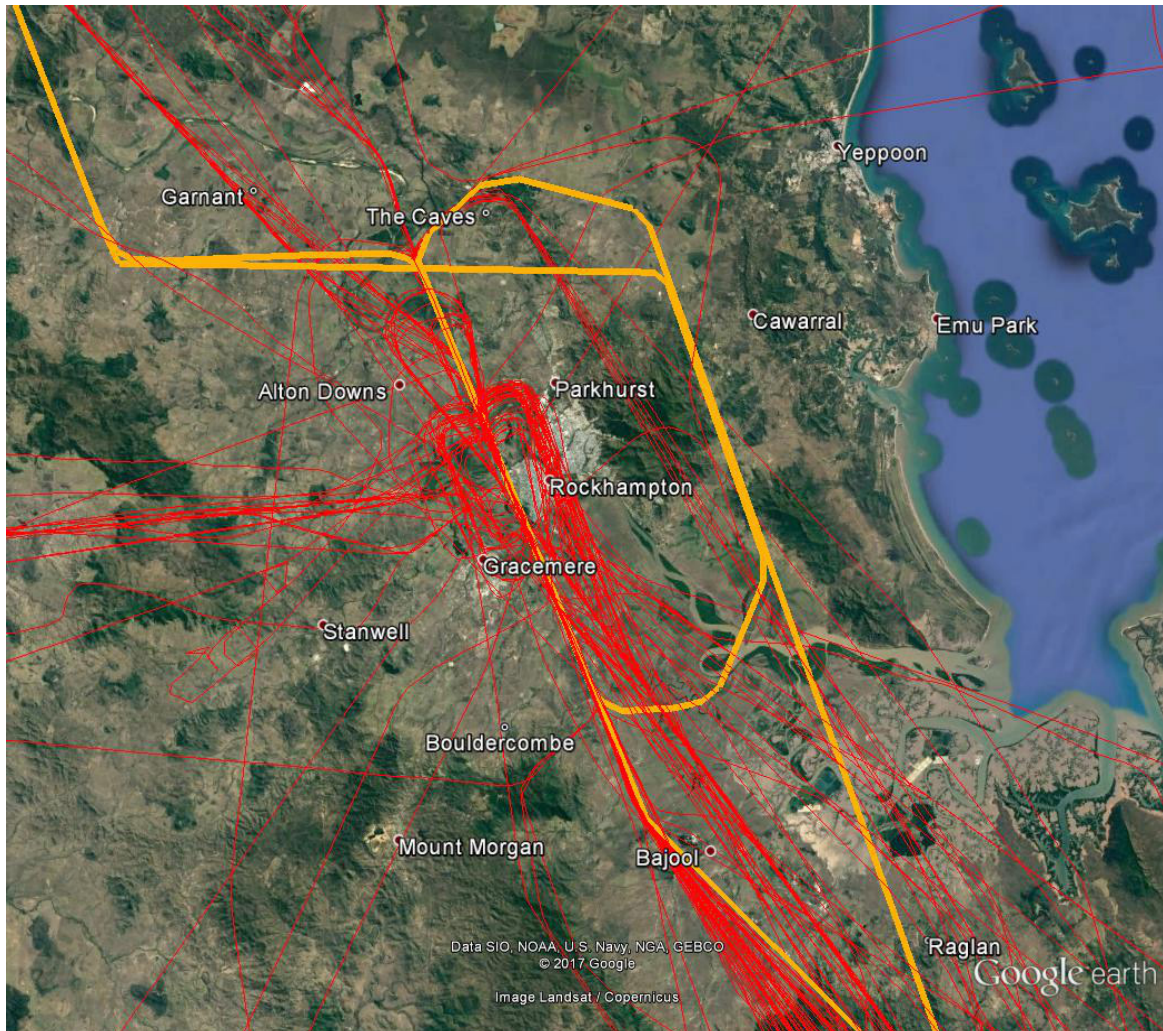 Yeppoon
Garnant
The Caves
Cawarral
Emu Park
Alton Downs
Parkhurst
Rockhampton
Gracemere
Stanwell
Bouldercombe
Mount Morgan
Bajool
Data SIO, NOAA, U.S. Navy, NGA, GEBCO
© 2017 Google
Raglan
Google earth
Image Landsat / Copernicus